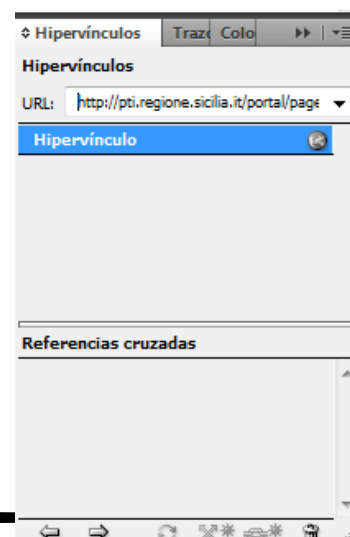 Hipervínculos Trazo Colo
Hipervínculos
URL: http://pti.regione.sicilia.it/portal/page
Hipervínculo
Referencias cruzadas